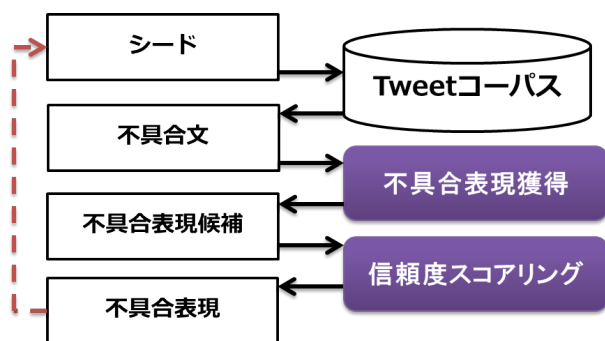 シード
Tweetコーパス
不具合文
不具合表現獲得
不具合表現候補
信頼度スコアリング
不具合表現